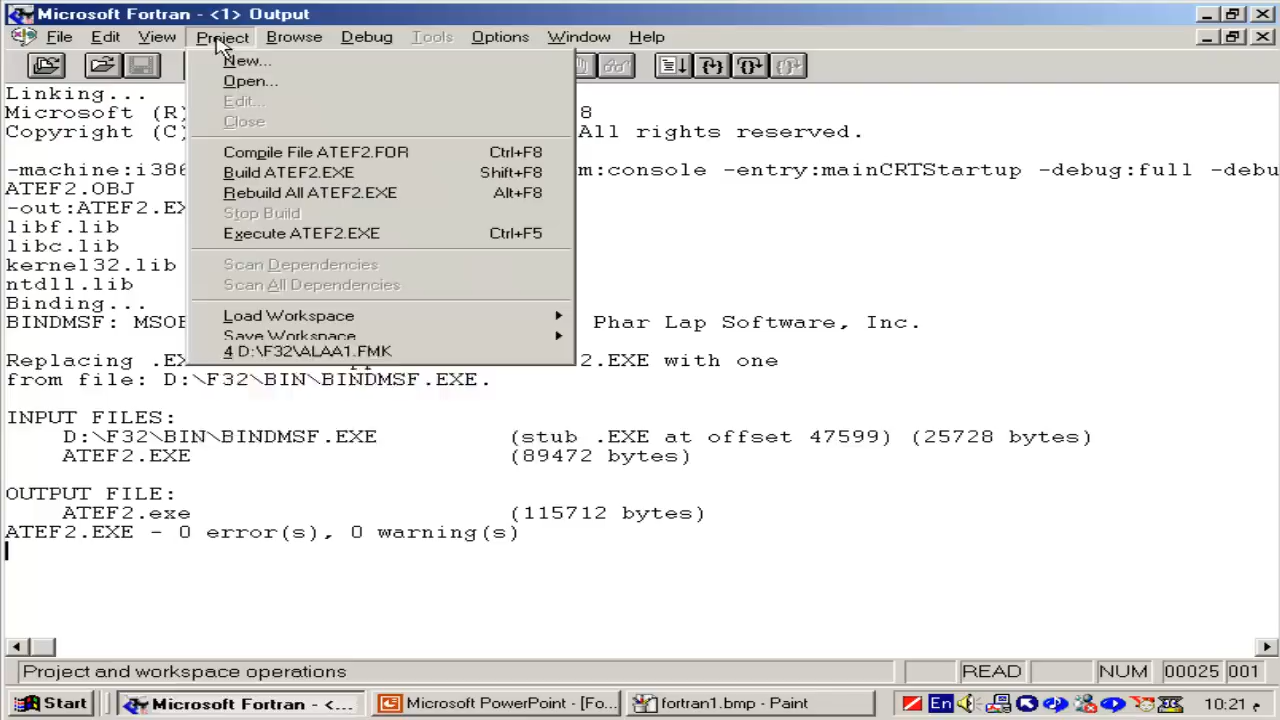 Microsoft Fortran - <1> Output
File Edit View Project Browse Debug Tools Options Window Help
New...
Open...
Edit...
Close
Compile File ATEF2.FOR Ctrl+F8
Build ATEF2.EXE Shift+F8
Rebuild All ATEF2.EXE Alt+F8
Stop Build
Execute ATEF2.EXE Ctrl+F5
Scan Dependencies
Scan All Dependencies
Load Workspace
Save Workspace
4 D:\F32\ALAA1.FMK
Linking...
Microsoft (R) 8
Copyright (C) All rights reserved.
-machine:i386 m:console -entry:mainCRTStartup -debug:full -debu
ATEF2.OBJ
-out:ATEF2.EX
libf.lib
libc.lib
kernel32.lib
ntdll.lib
Binding...
BINDMSF: MSOF Phar Lap Software, Inc.
Replacing .EX 2.EXE with one
from file: D:\F32\BIN\BINDMSF.EXE.
INPUT FILES:
D:\F32\BIN\BINDMSF.EXE (stub .EXE at offset 47599) (25728 bytes)
ATEF2.EXE (89472 bytes)
OUTPUT FILE:
ATEF2.exe (115712 bytes)
ATEF2.EXE - 0 error(s), 0 warning(s)
Project and workspace operations READ NUM 00025 001
Start Microsoft Fortran - <... Microsoft PowerPoint - [Fo... fortran1.bmp - Paint En 10:21 م